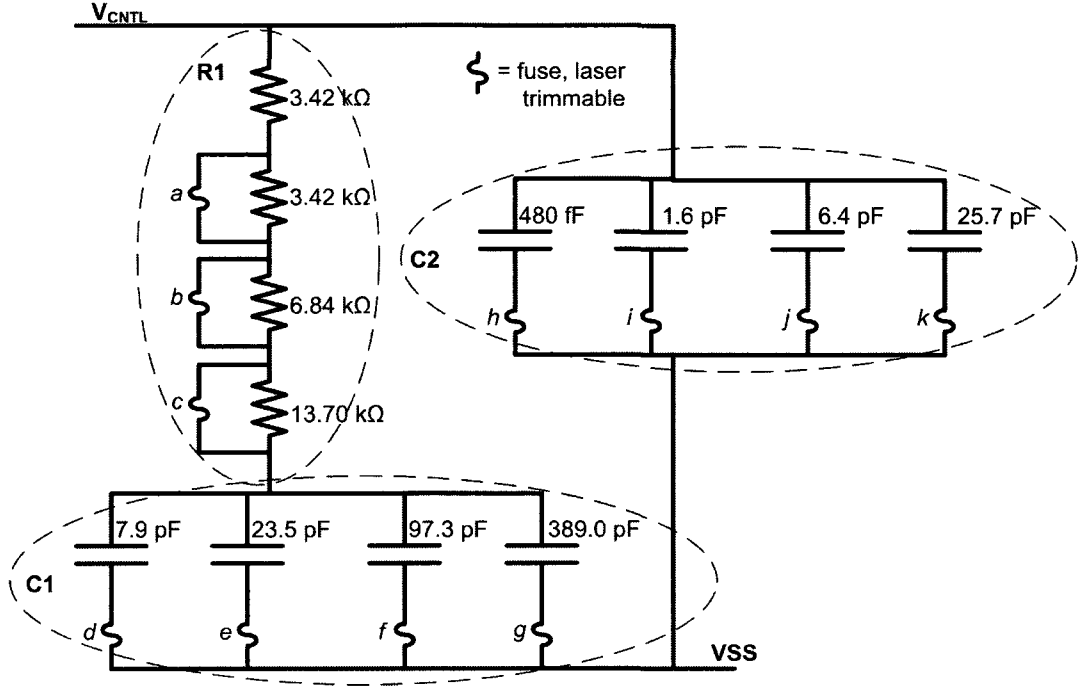 V_CNTL
R1
3.42 kΩ
= fuse, laser
trimmable
a
3.42 kΩ
b
6.84 kΩ
c
13.70 kΩ
C2
480 fF
1.6 pF
6.4 pF
25.7 pF
h
i
j
k
7.9 pF
23.5 pF
97.3 pF
389.0 pF
C1
d
e
f
g
VSS